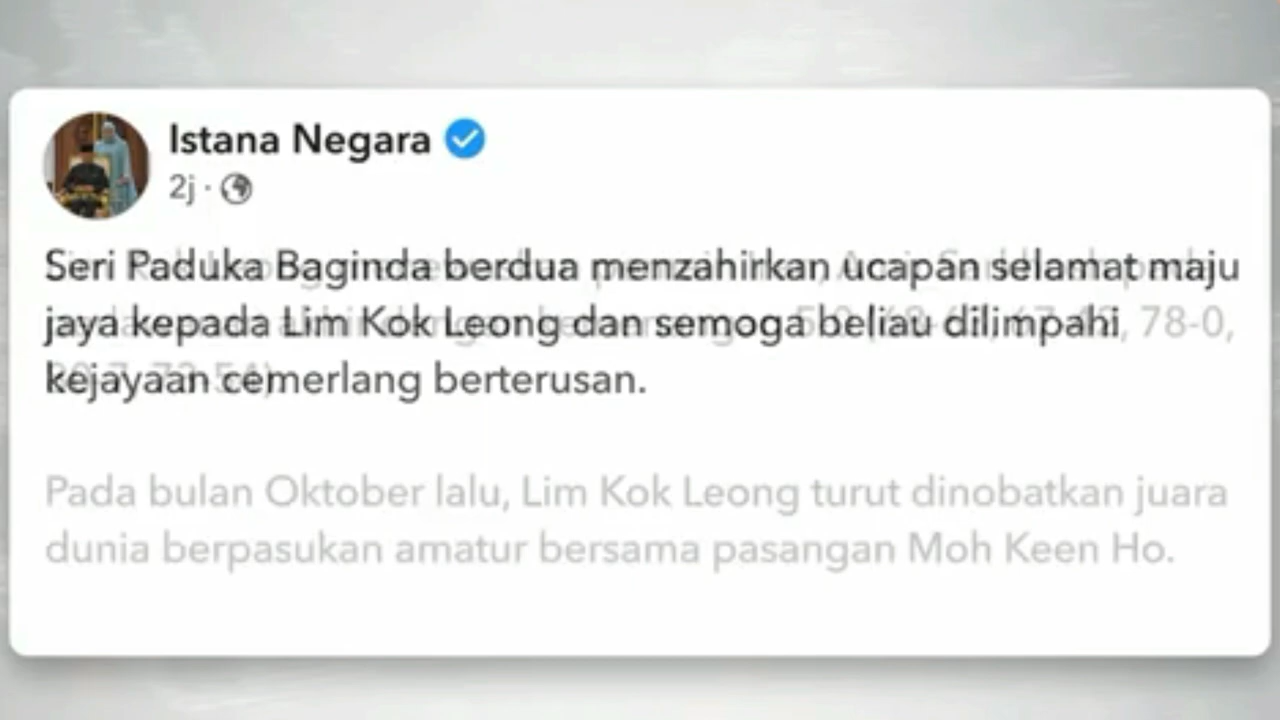 Istana Negara
2j ·
Seri Paduka Baginda berdua menzahirkan ucapan selamat maju
jaya kepada Lim Kok Leong dan semoga beliau dilimpahi
78-0,
kejayaan cemerlang berterusan.
Pada bulan Oktober lalu, Lim Kok Leong turut dinobatkan juara
dunia berpasukan amatur bersama pasangan Moh Keen Ho.